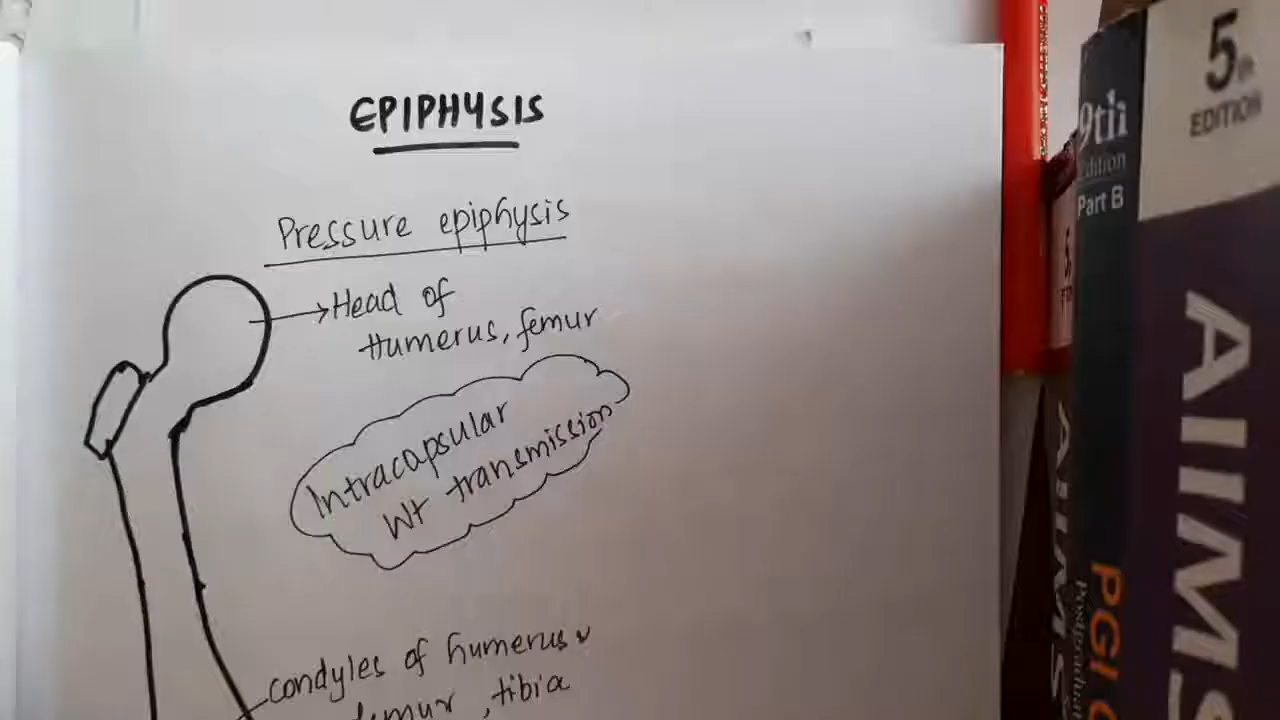 EPIPHYSIS
Pressure epiphysis
Head of
Humerus, femur
Intracapsular
Wt transmission
condyles of humerus
femur, tibia
5th
EDITION
9th
Edition
Part B
AIIMS
AIIMS
PGI